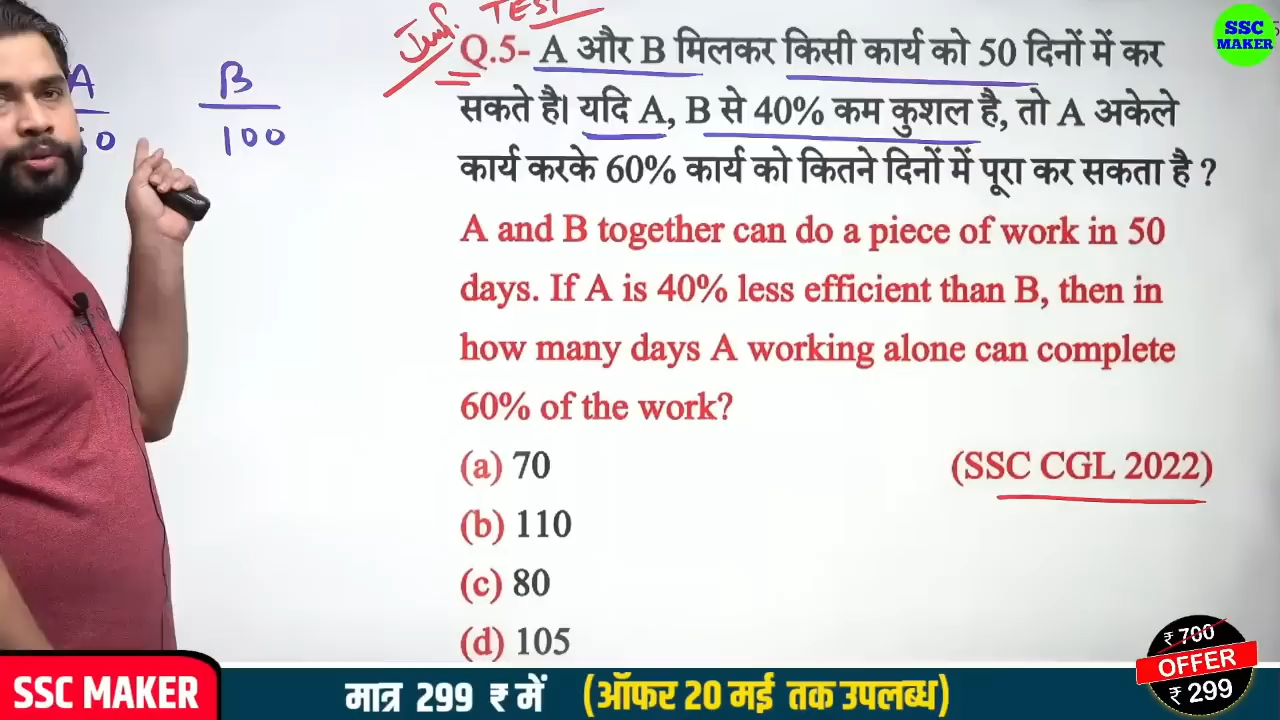 TEST
SSC
MAKER
A B
100
Q.5- A और B मिलकर किसी कार्य को 50 दिनों में कर
सकते है। यदि A, B से 40% कम कुशल है, तो A अकेले
कार्य करके 60% कार्य को कितने दिनों में पूरा कर सकता है ?
A and B together can do a piece of work in 50
days. If A is 40% less efficient than B, then in
how many days A working alone can complete
60% of the work?
(a) 70
(SSC CGL 2022)
(b) 110
(c) 80
(d) 105
₹ 700
OFFER
₹ 299
SSC MAKER
मात्र 299 ₹ में (ऑफर 20 मई तक उपलब्ध)